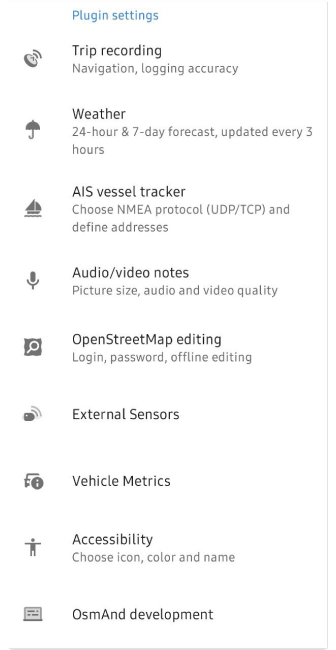 Plugin settings
Trip recording
Navigation, logging accuracy
Weather
24-hour & 7-day forecast, updated every 3
hours
AIS vessel tracker
Choose NMEA protocol (UDP/TCP) and
define addresses
Audio/video notes
Picture size, audio and video quality
OpenStreetMap editing
Login, password, offline editing
External Sensors
Vehicle Metrics
Accessibility
Choose icon, color and name
OsmAnd development